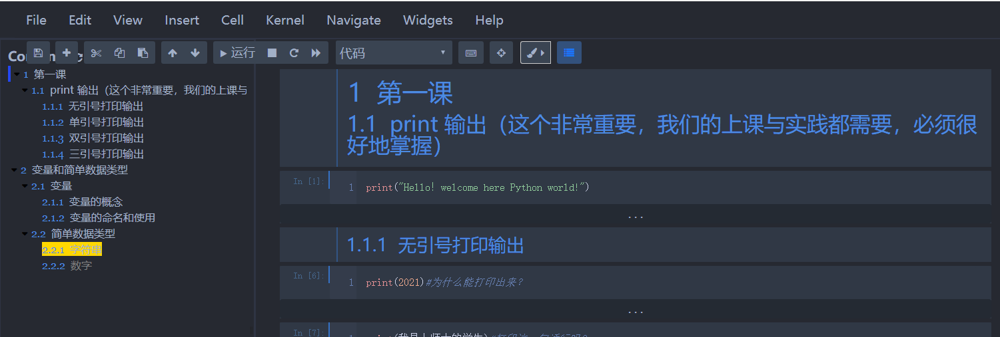 File Edit View Insert Cell Kernel Navigate Widgets Help
运行 代码
1 第一课
1.1 print 输出（这个非常重要，我们的上课与
1.1.1 无引号打印输出
1.1.2 单引号打印输出
1.1.3 双引号打印输出
1.1.4 三引号打印输出
2 变量和简单数据类型
2.1 变量
2.1.1 变量的概念
2.1.2 变量的命名和使用
2.2 简单数据类型
2.2.1 字符串
2.2.2 数字
1 第一课
1.1 print 输出（这个非常重要，我们的上课与实践都需要，必须很
好地掌握）
In [1]: 1 print("Hello! welcome here Python world!")
...
1.1.1 无引号打印输出
In [6]: 1 print(2021)#为什么能打印出来？
...
In [7]: